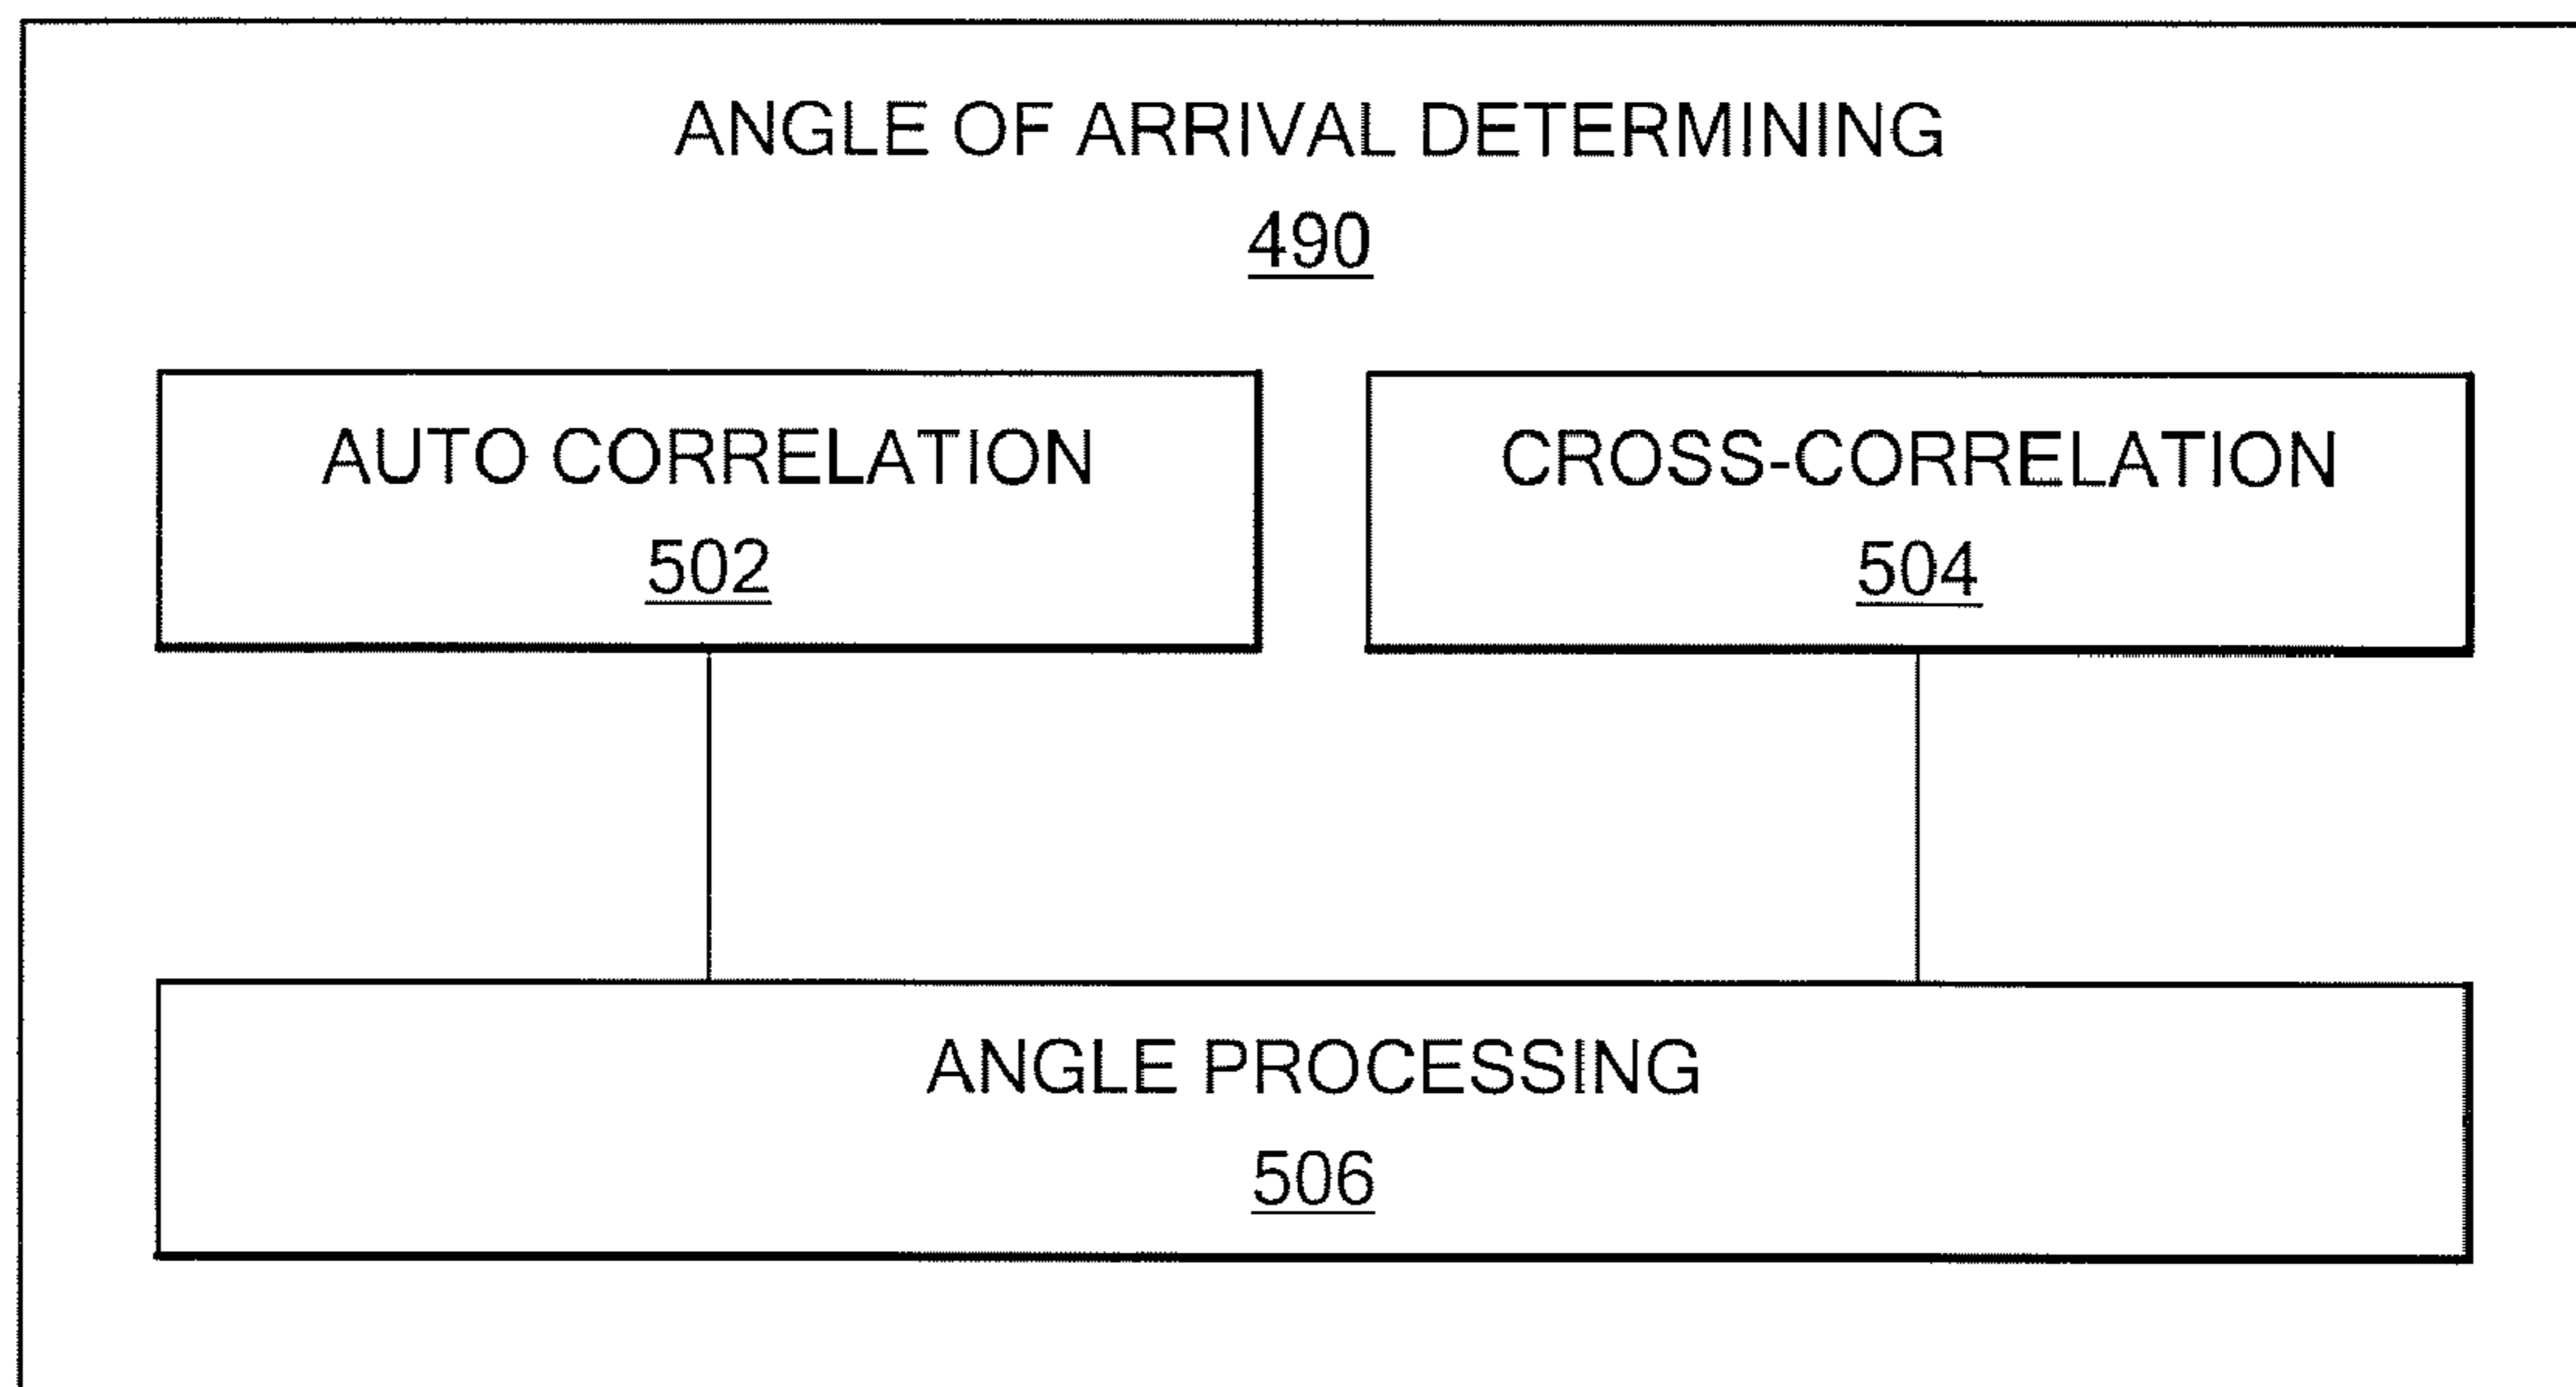 ANGLE OF ARRIVAL DETERMINING
490
AUTO CORRELATION
502
CROSS-CORRELATION
504
ANGLE PROCESSING
506